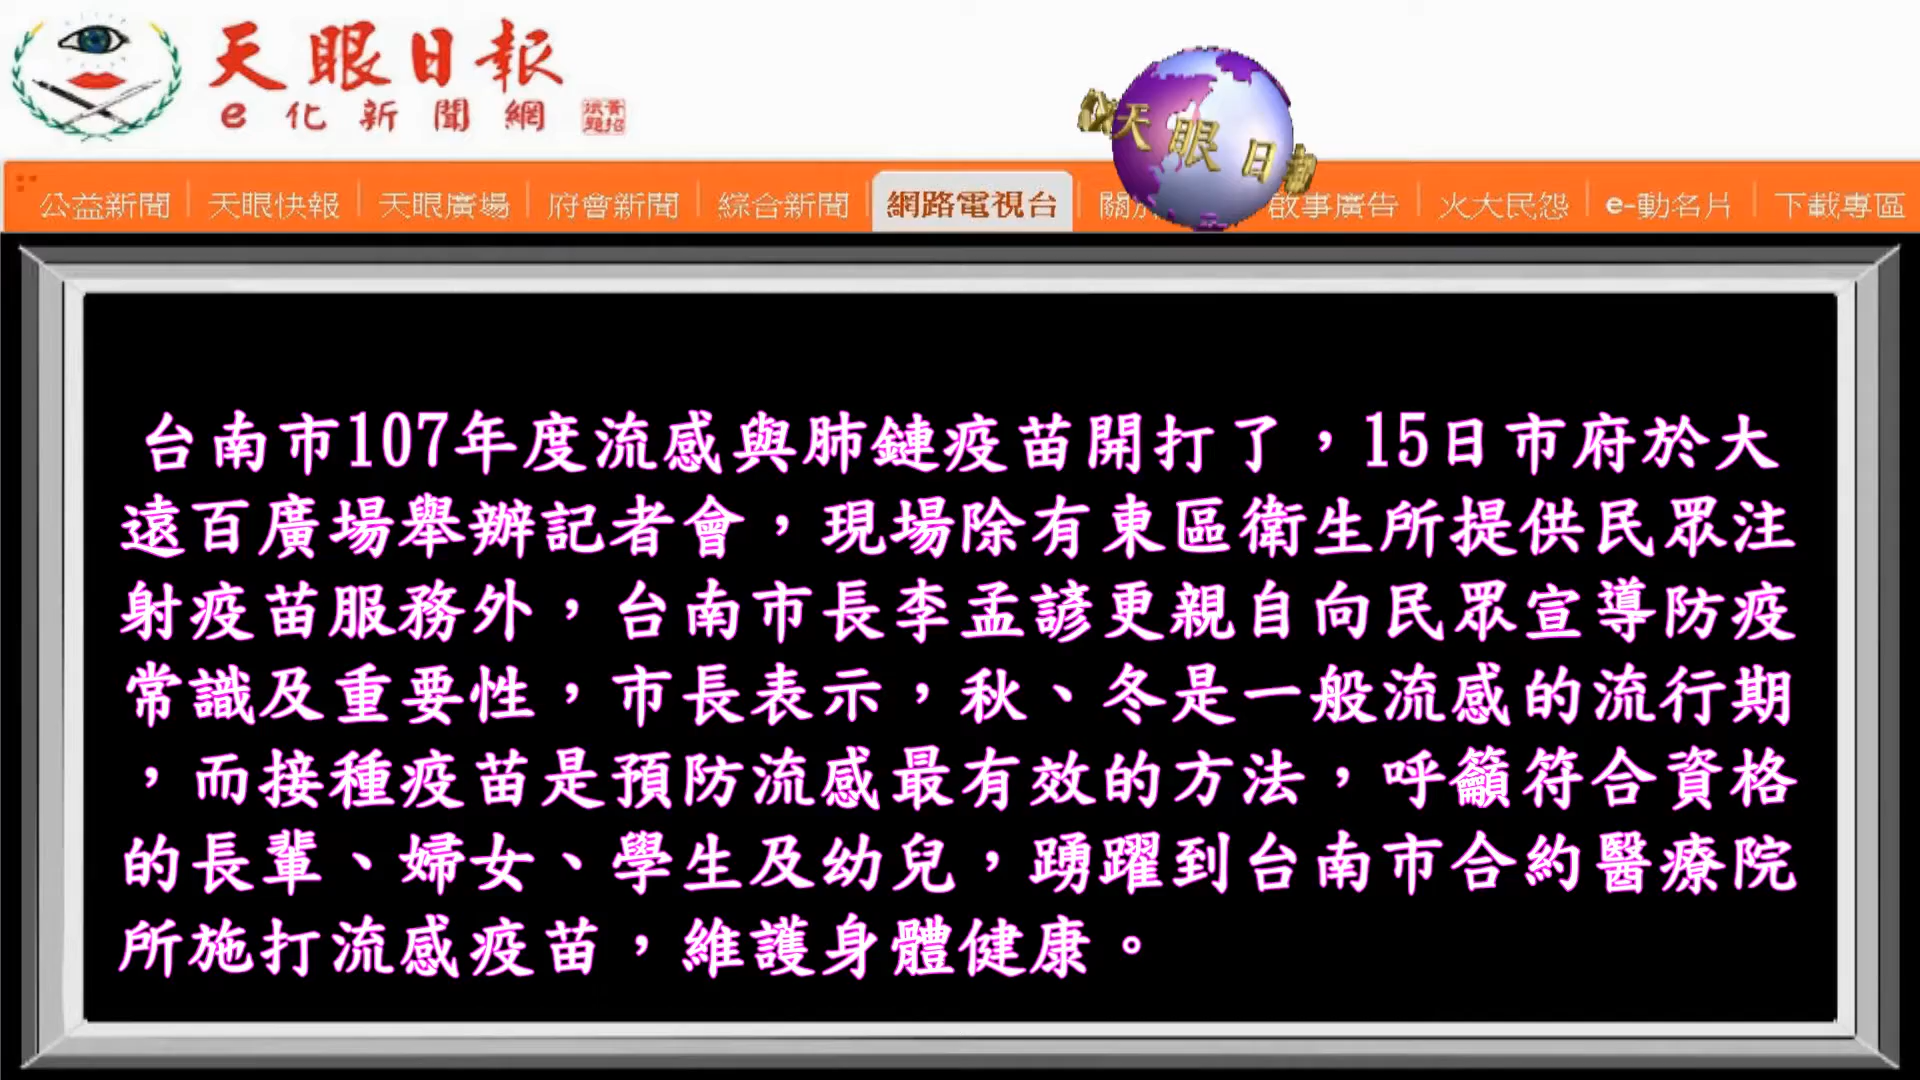 天眼日報
e化新聞網
天眼日報
公益新聞 天眼快報 天眼廣場 府會新聞 綜合新聞 網路電視台 啟事廣告 火大民怨 e-動名片 下載專區
台南市107年度流感與肺鏈疫苗開打了，15日市府於大
遠百廣場舉辦記者會，現場除有東區衛生所提供民眾注
射疫苗服務外，台南市長李孟諺更親自向民眾宣導防疫
常識及重要性，市長表示，秋、冬是一般流感的流行期
，而接種疫苗是預防流感最有效的方法，呼籲符合資格
的長輩、婦女、學生及幼兒，踴躍到台南市合約醫療院
所施打流感疫苗，維護身體健康。